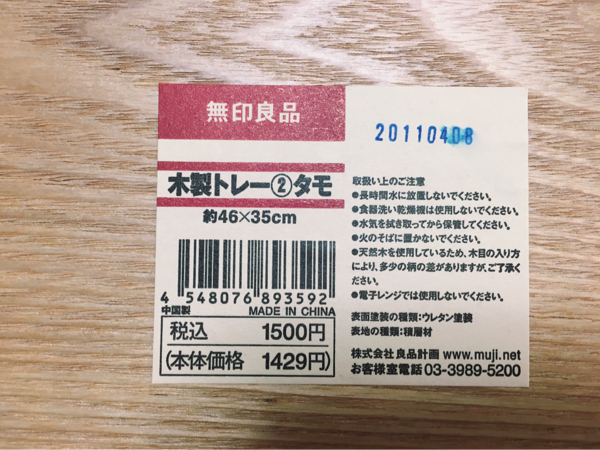 無印良品
木製トレー②タモ
約46×35cm
4 548076 893592
中国製 MADE IN CHINA
税込 1500円
(本体価格 1429円)
20110408
取扱い上のご注意
●長時間水に放置しないでください。
●食器洗い乾燥機は使用しないでください。
●水気を拭き取ってから保管してください。
●火のそばに置かないでください。
●天然木を使用しているため、木目の入り方
により、多少の柄の差がありますが、ご了承く
ださい。
●電子レンジでは使用しないでください。
表面塗装の種類:ウレタン塗装
表地の種類:積層材
株式会社 良品計画 www.muji.net
お客様室電話 03-3989-5200